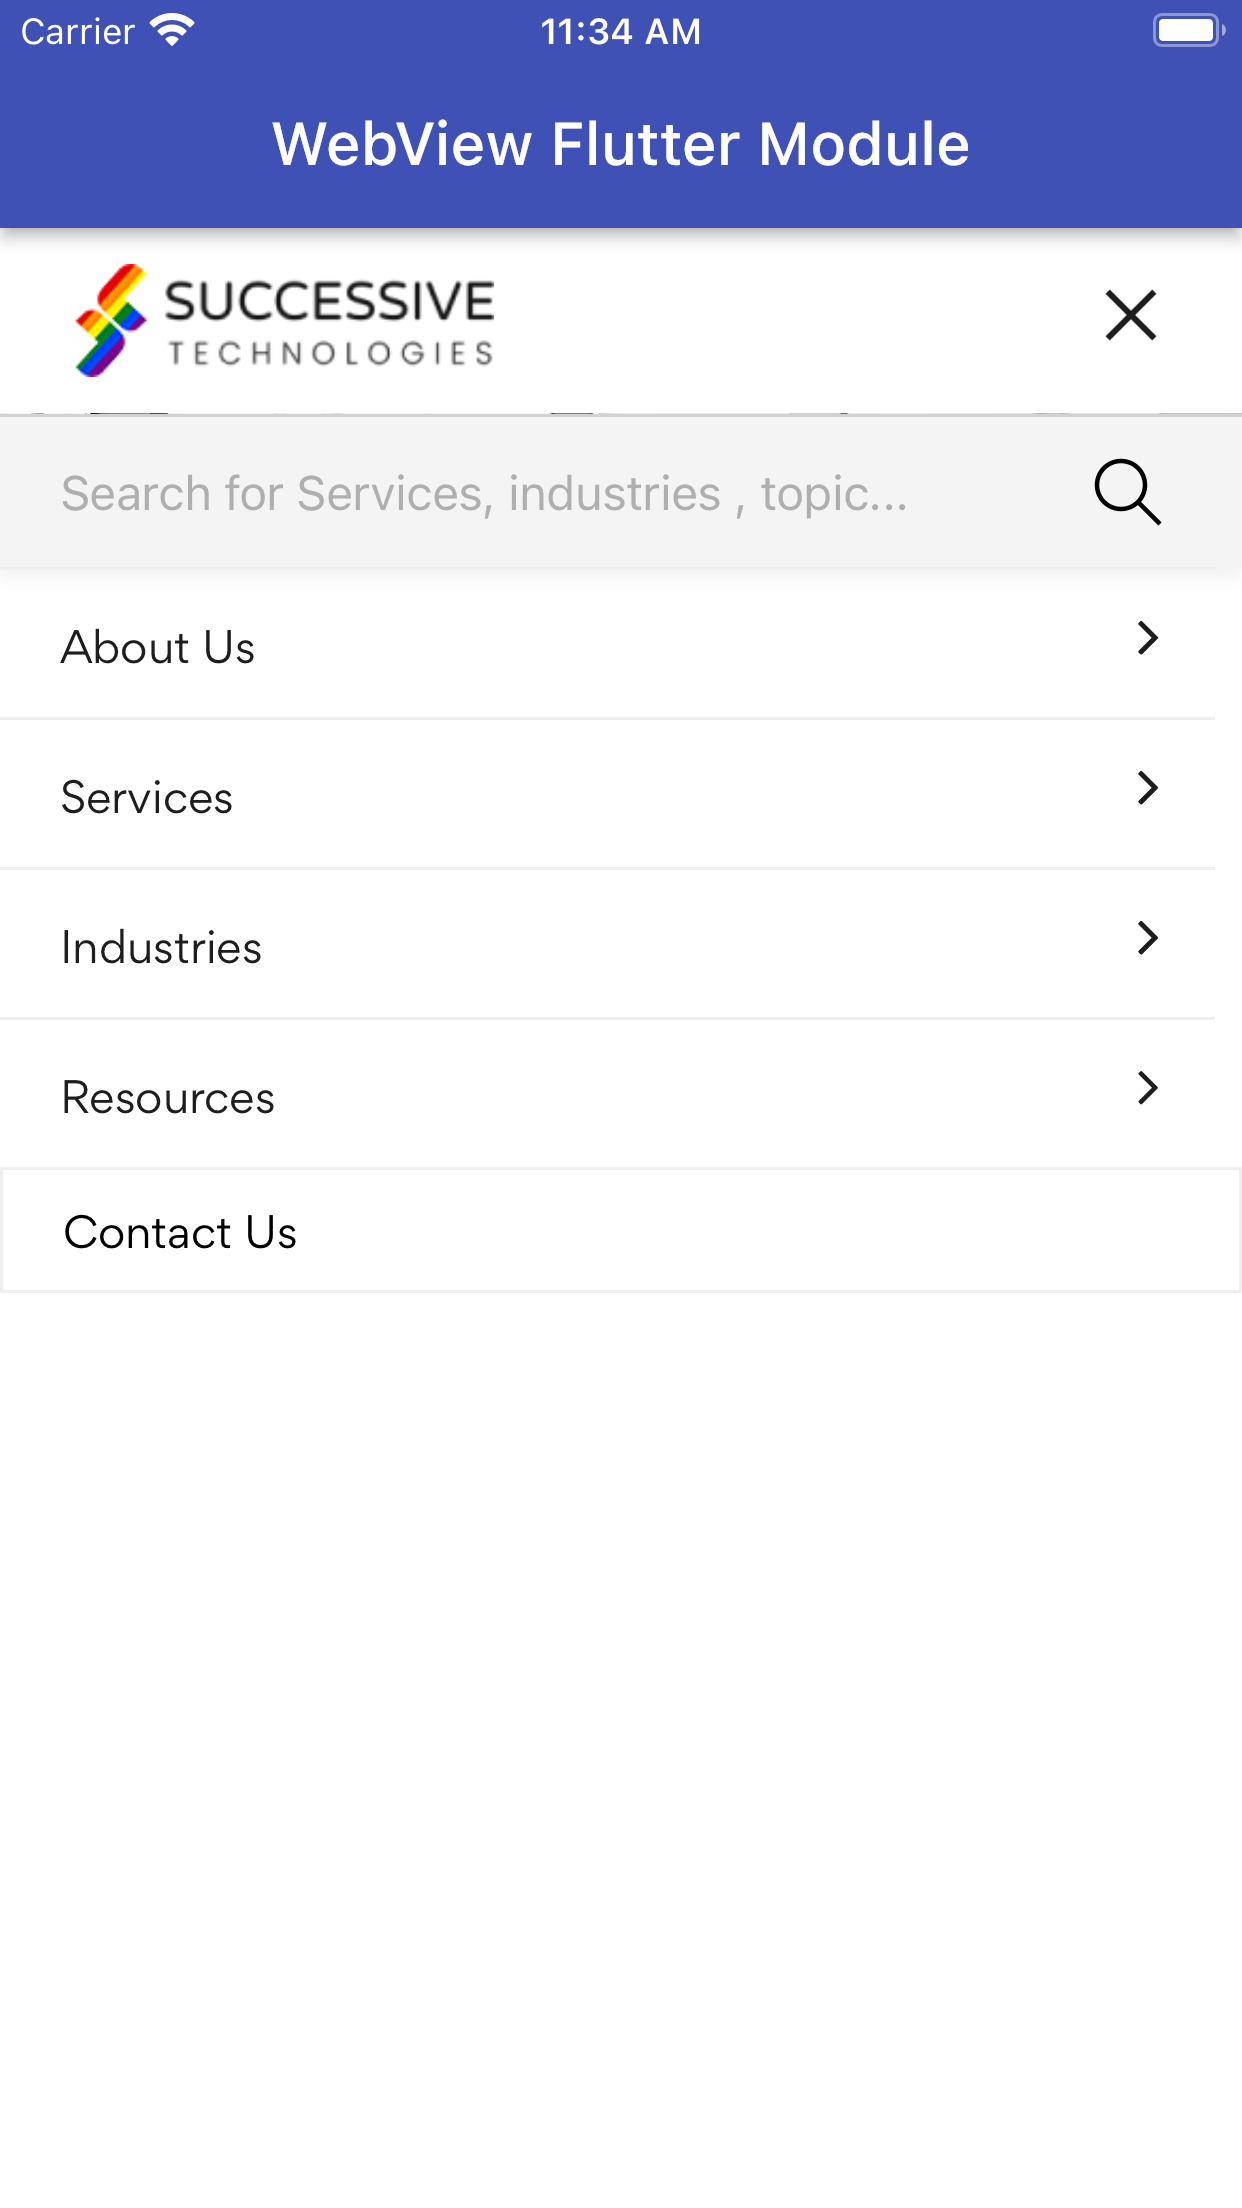 Carrier 11:34 AM
WebView Flutter Module
SUCCESSIVE
TECHNOLOGIES
Search for Services, industries , topic...
About Us
Services
Industries
Resources
Contact Us